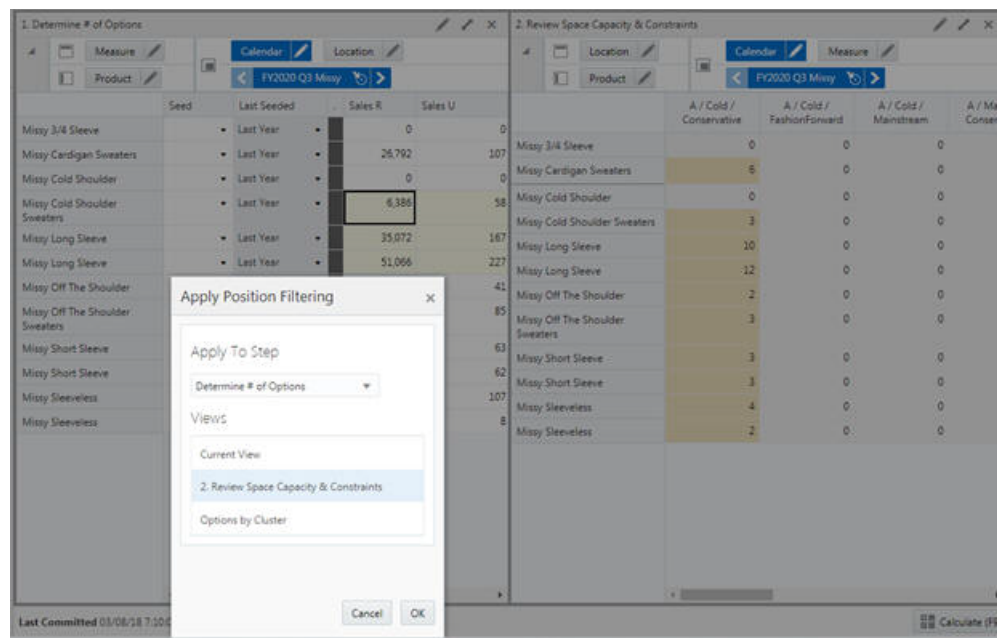 1. Determine # of Options
2. Review Space Capacity & Constraints
Measure
Product
Calendar
Location
FY2020 Q3 Missy
Seed Last Seeded Sales R Sales U
Missy 3/4 Sleeve Last Year 0 0
Missy Cardigan Sweaters Last Year 26,792 107
Missy Cold Shoulder Last Year 0 0
Missy Cold Shoulder Last Year 6,386 58
Sweaters
Missy Long Sleeve Last Year 35,072 167
Missy Long Sleeve Last Year 51,066 227
Missy Off The Shoulder 41
Missy Off The Shoulder 85
Sweaters
Missy Short Sleeve 63
Missy Short Sleeve 62
Missy Sleeveless 107
Missy Sleeveless 8
Location
Product
Calendar
Measure
FY2020 Q3 Missy
A / Cold / A / Cold / A / Cold /
Conservative FashionForward Mainstream
Missy 3/4 Sleeve 0 0 0
Missy Cardigan Sweaters 6 0 0
Missy Cold Shoulder 0 0 0
Missy Cold Shoulder Sweaters 3 0 0
Missy Long Sleeve 10 0 0
Missy Long Sleeve 12 0 0
Missy Off The Shoulder 2 0 0
Missy Off The Shoulder 3 0 0
Sweaters
Missy Short Sleeve 3 0 0
Missy Short Sleeve 3 0 0
Missy Sleeveless 4 0 0
Missy Sleeveless 2 0 0
Apply Position Filtering
Apply To Step
Determine # of Options
Views
Current View
2. Review Space Capacity & Constraints
Options by Cluster
Cancel OK
Last Committed 03/08/18 7:10
Calculate